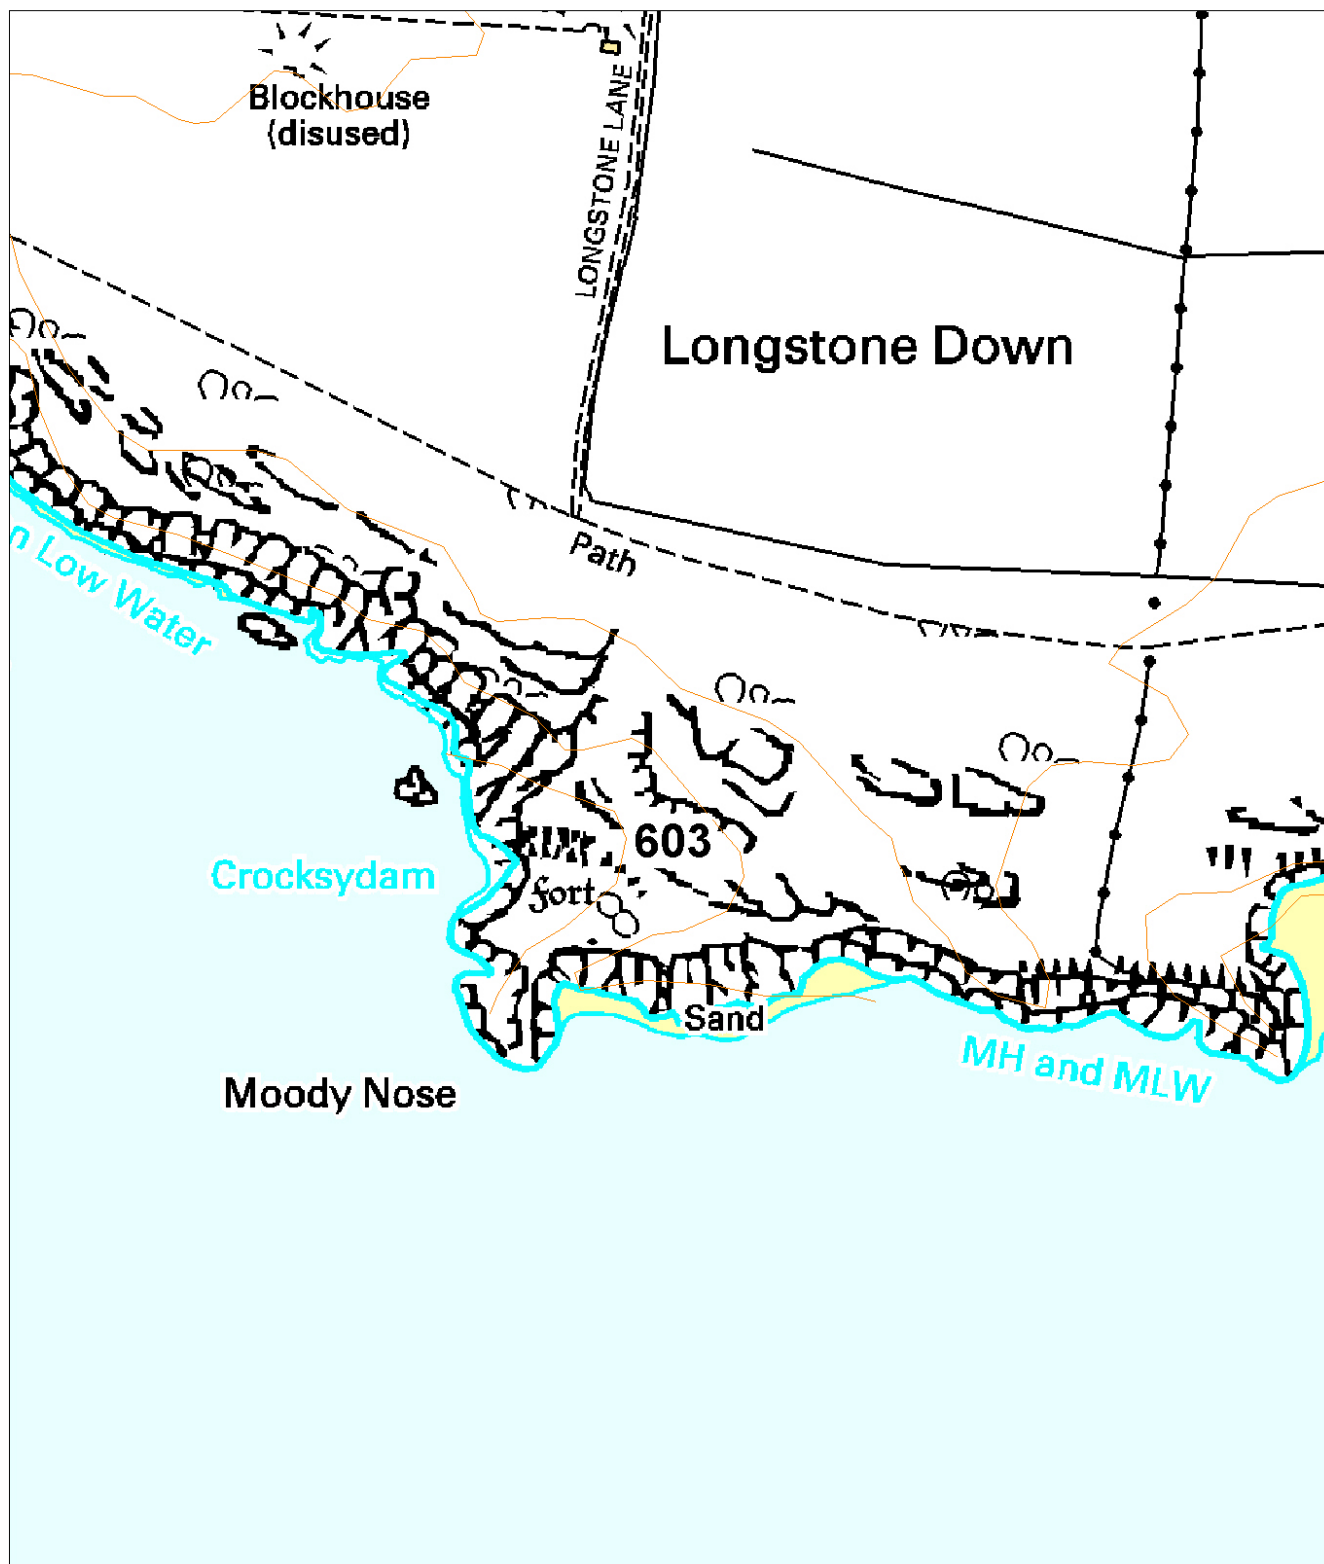 Blockhouse
(disused)
LONGSTONE LANE
Longstone Down
Path
n Low Water
603
Crocksydam
fort
Sand
MH and MLW
Moody Nose